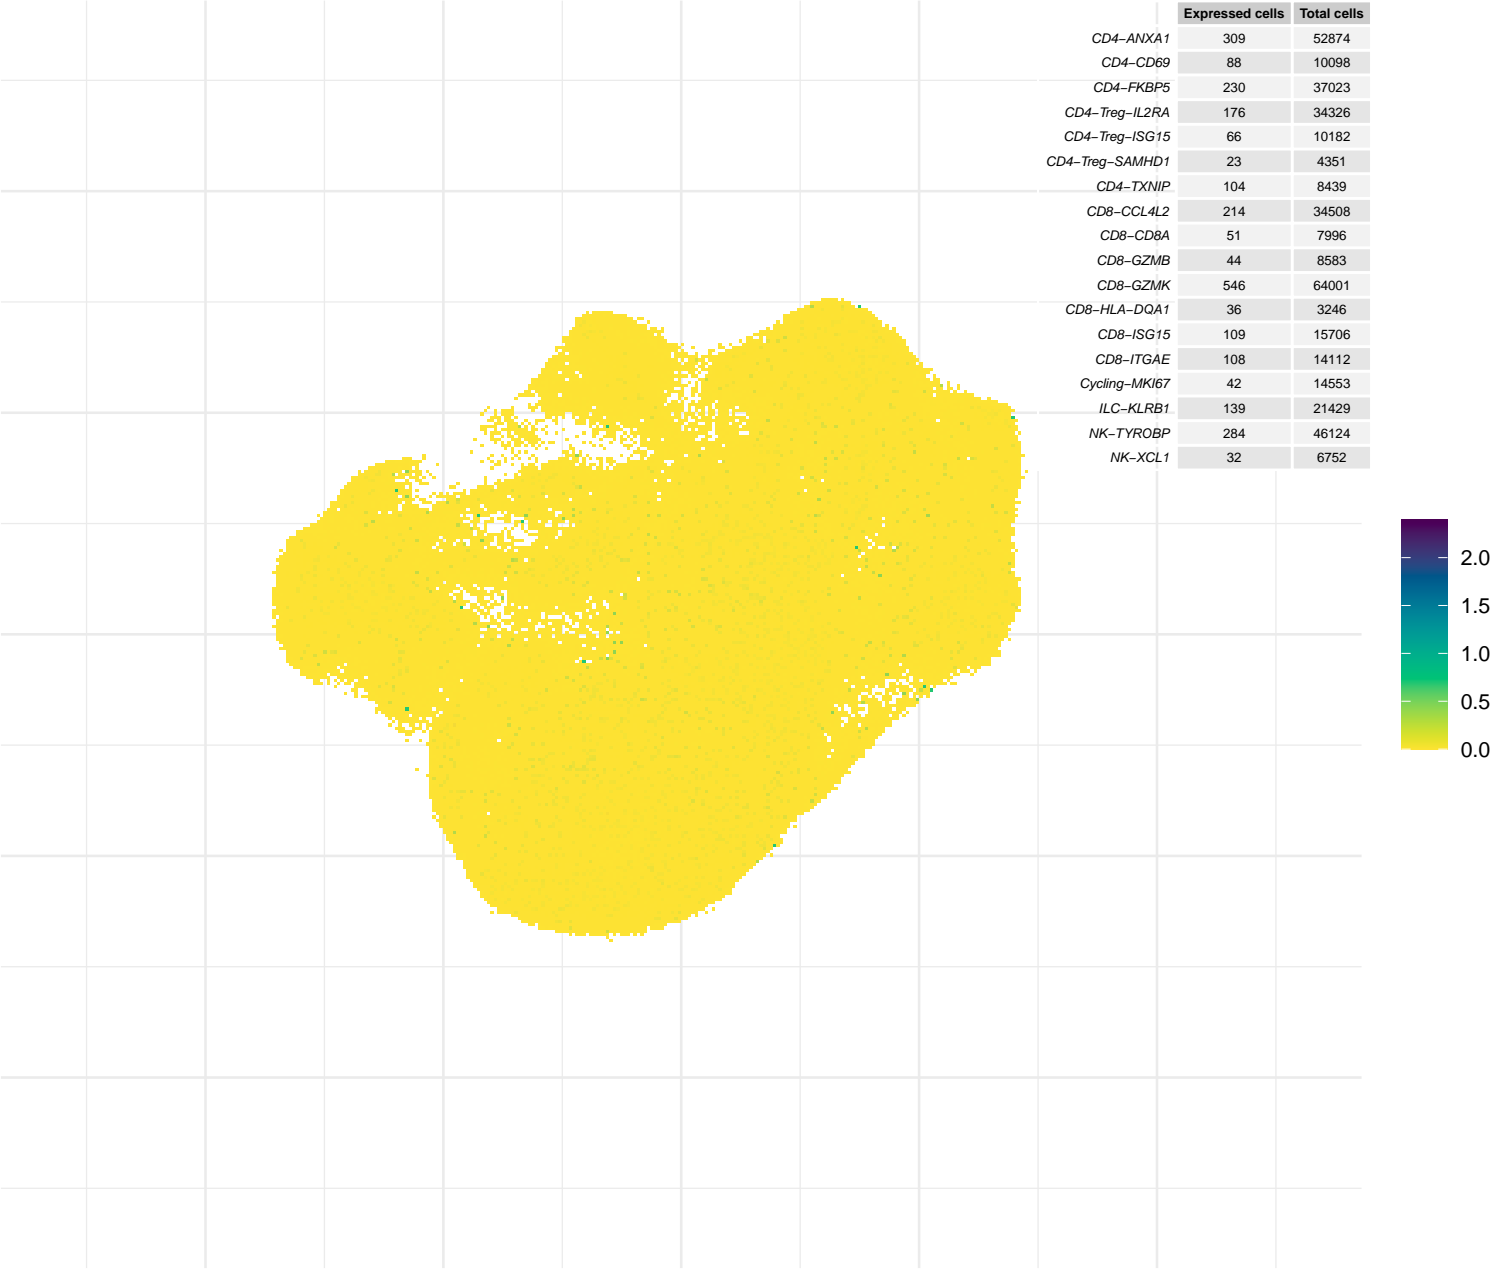 Expressed cells Total cells
CD4−ANXA1 309 52874
CD4−CD69 88 10098
CD4−FKBP5 230 37023
CD4−Treg−IL2RA 176 34326
CD4−Treg−ISG15 66 10182
CD4−Treg−SAMHD1 23 4351
CD4−TXNIP 104 8439
CD8−CCL4L2 214 34508
CD8−CD8A 51 7996
CD8−GZMB 44 8583
CD8−GZMK 546 64001
CD8−HLA−DQA1 36 3246
CD8−ISG15 109 15706
CD8−ITGAE 108 14112
Cycling−MKI67 42 14553
ILC−KLRB1 139 21429
NK−TYROBP 284 46124
NK−XCL1 32 6752
2.0
1.5
1.0
0.5
0.0